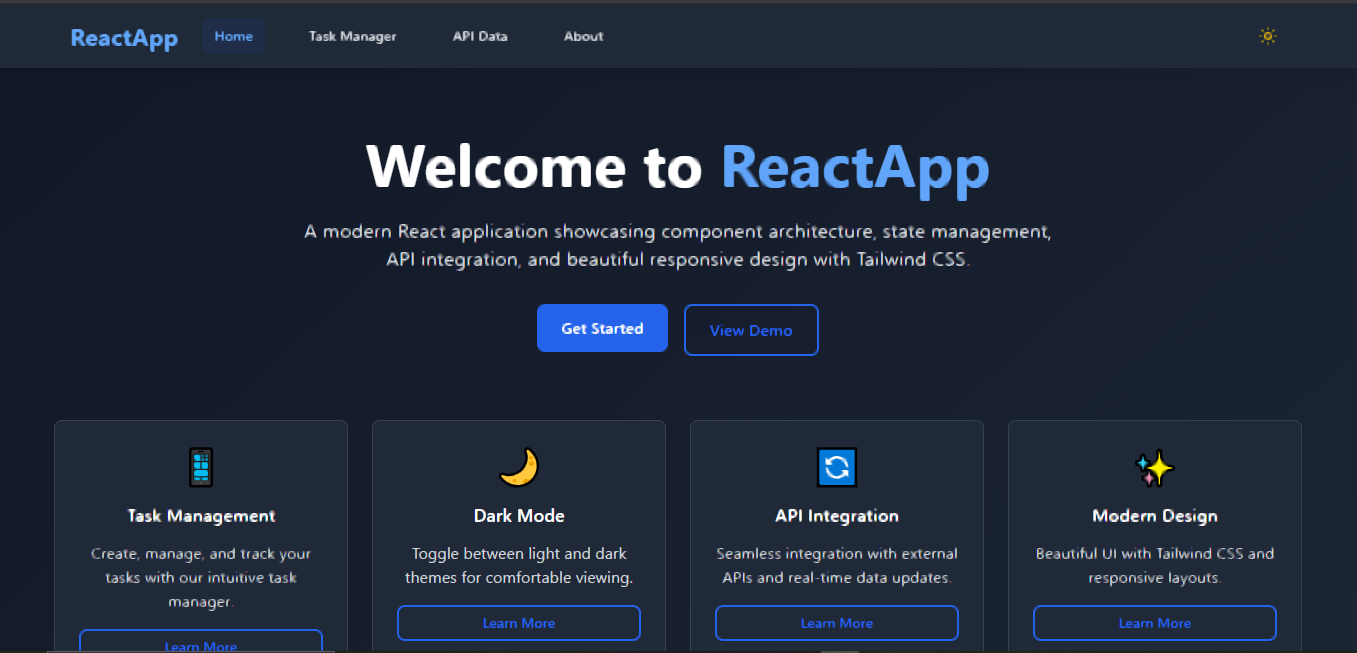 ReactApp Home Task Manager API Data About
Welcome to ReactApp
A modern React application showcasing component architecture, state management,
API integration, and beautiful responsive design with Tailwind CSS.
Get Started View Demo
Task Management
Create, manage, and track your
tasks with our intuitive task
manager.
Learn More
Dark Mode
Toggle between light and dark
themes for comfortable viewing.
Learn More
API Integration
Seamless integration with external
APIs and real-time data updates.
Learn More
Modern Design
Beautiful UI with Tailwind CSS and
responsive layouts.
Learn More